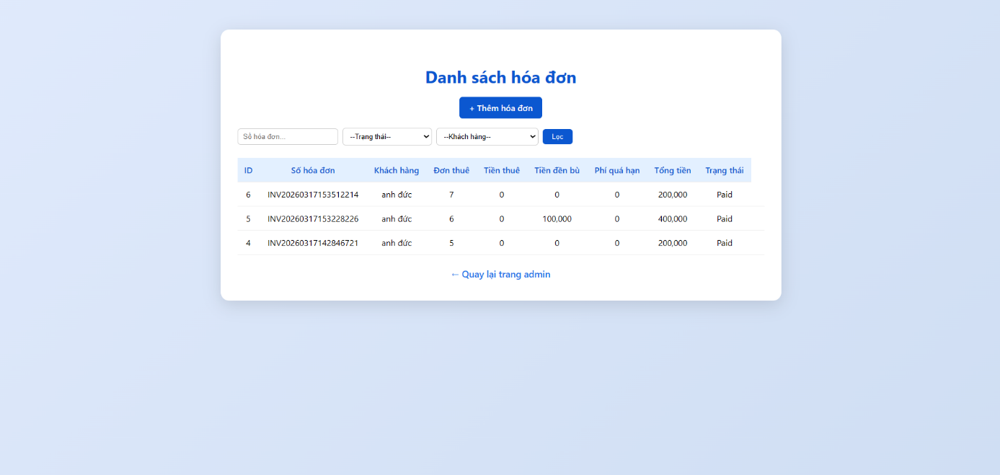 Danh sách hóa đơn
+ Thêm hóa đơn
Số hóa đơn... --Trạng thái-- --Khách hàng-- Lọc
ID Số hóa đơn Khách hàng Đơn thuê Tiền thuê Tiền đền bù Phí quá hạn Tổng tiền Trạng thái
6 INV20260317153512214 anh đức 7 0 0 0 200,000 Paid
5 INV20260317153228226 anh đức 6 0 100,000 0 400,000 Paid
4 INV20260317142846721 anh đức 5 0 0 0 200,000 Paid
← Quay lại trang admin